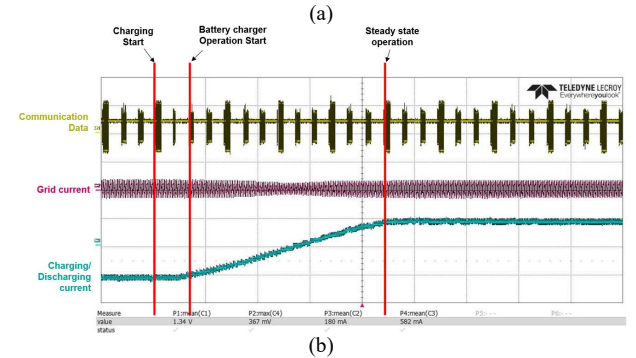 (a)
Charging
Start
Battery charger
Operation Start
Steady state
operation
TELEDYNE LECROY
Everywhereyoulook
Communication
Data
Grid current
Charging/
Discharging
current
Measure P1:mean(C1) P2:max(C4) P3:mean(C2) P4:mean(C3) P5:- - - P6:- - -
value 1.34 V 367 mV 180 mA 582 mA
status
(b)